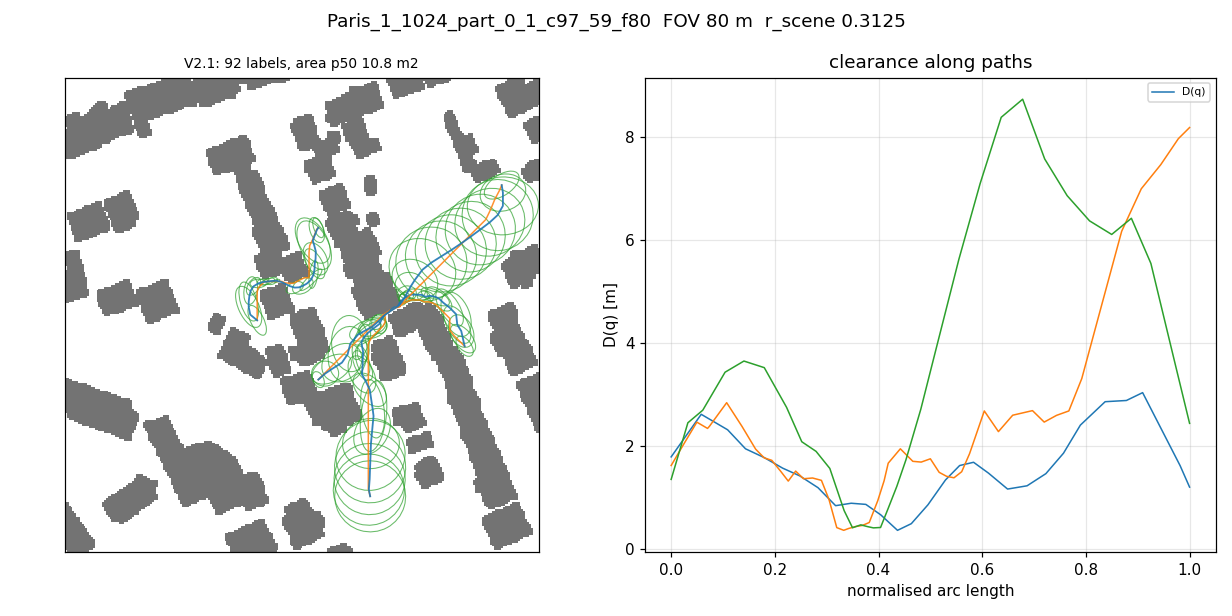 Paris_1_1024_part_0_1_c97_59_f80  FOV 80 m  r_scene 0.3125
V2.1: 92 labels, area p50 10.8 m2
clearance along paths
D(q)
8
6
4
2
0
D(q) [m]
0.0 0.2 0.4 0.6 0.8 1.0
normalised arc length